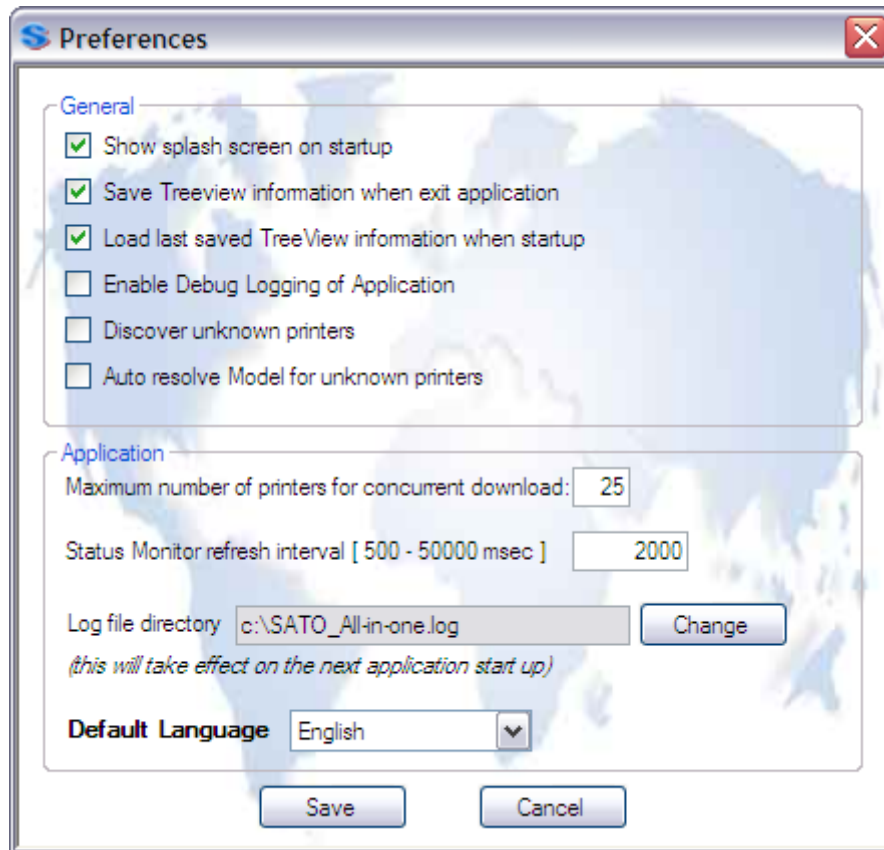 Preferences
General
Show splash screen on startup
Save Treeview information when exit application
Load last saved TreeView information when startup
Enable Debug Logging of Application
Discover unknown printers
Auto resolve Model for unknown printers
Application
Maximum number of printers for concurrent download: 25
Status Monitor refresh interval [ 500 - 50000 msec ] 2000
Log file directory c:\SATO_All-in-one.log Change
(this will take effect on the next application start up)
Default Language English
Save Cancel